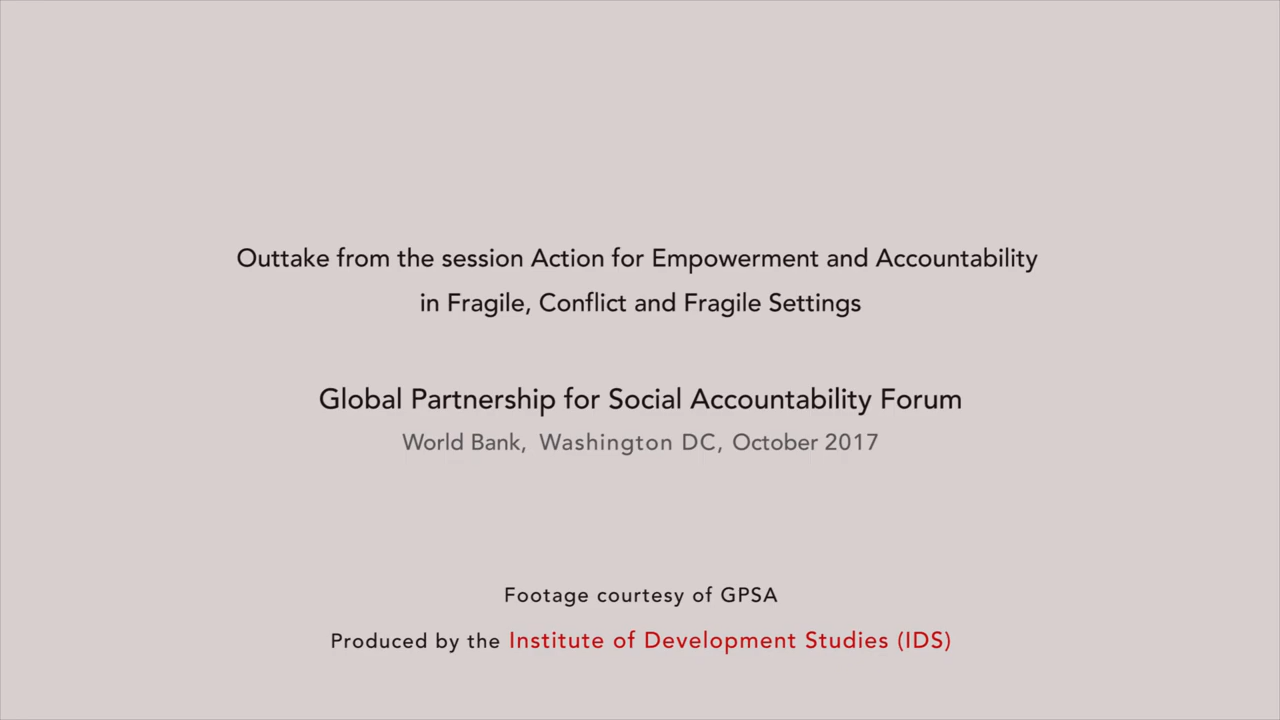 Outtake from the session Action for Empowerment and Accountability
in Fragile, Conflict and Fragile Settings
Global Partnership for Social Accountability Forum
World Bank, Washington DC, October 2017
Footage courtesy of GPSA
Produced by the Institute of Development Studies (IDS)